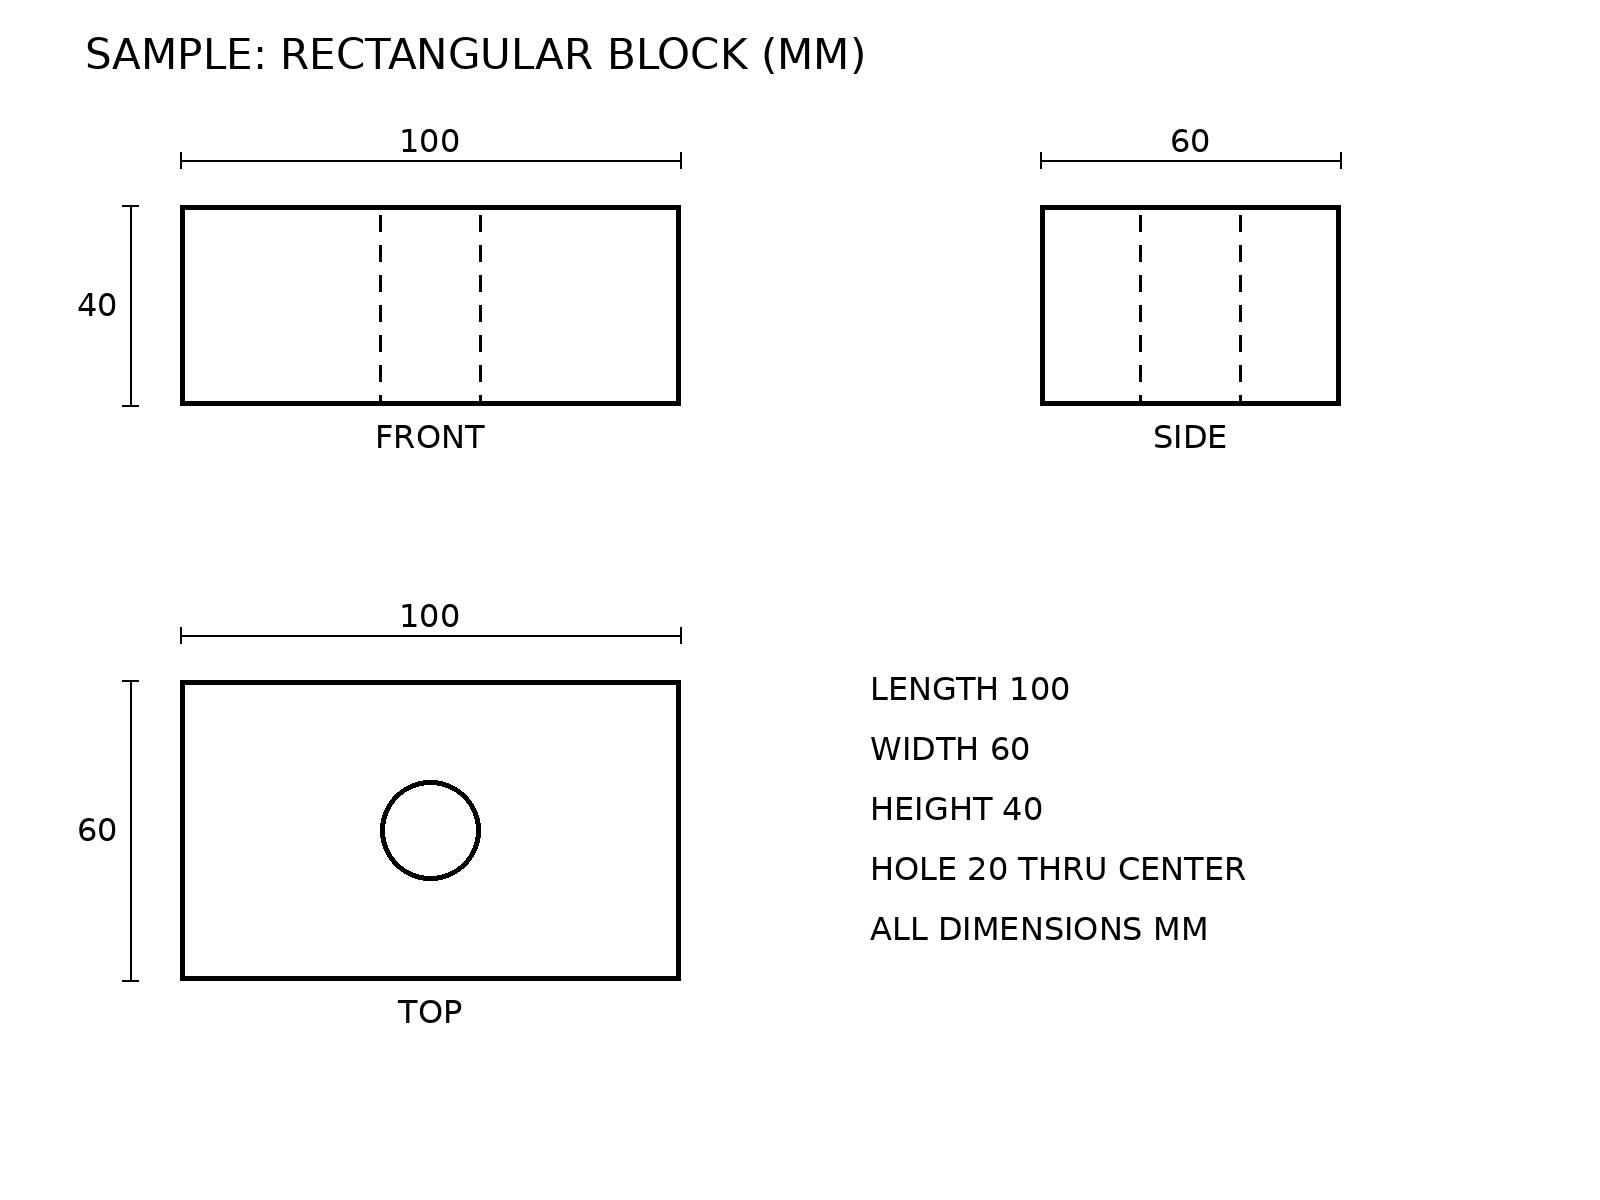 SAMPLE: RECTANGULAR BLOCK (MM)
100
60
40
FRONT
SIDE
100
60
TOP
LENGTH 100
WIDTH 60
HEIGHT 40
HOLE 20 THRU CENTER
ALL DIMENSIONS MM